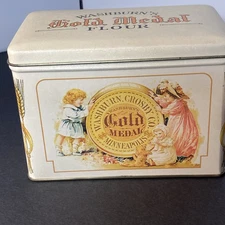 WASHBURN'S
Gold Medal
FLOUR
WASHBURN, CROSBY CO.
Gold
MEDAL
MINNEAPOLIS